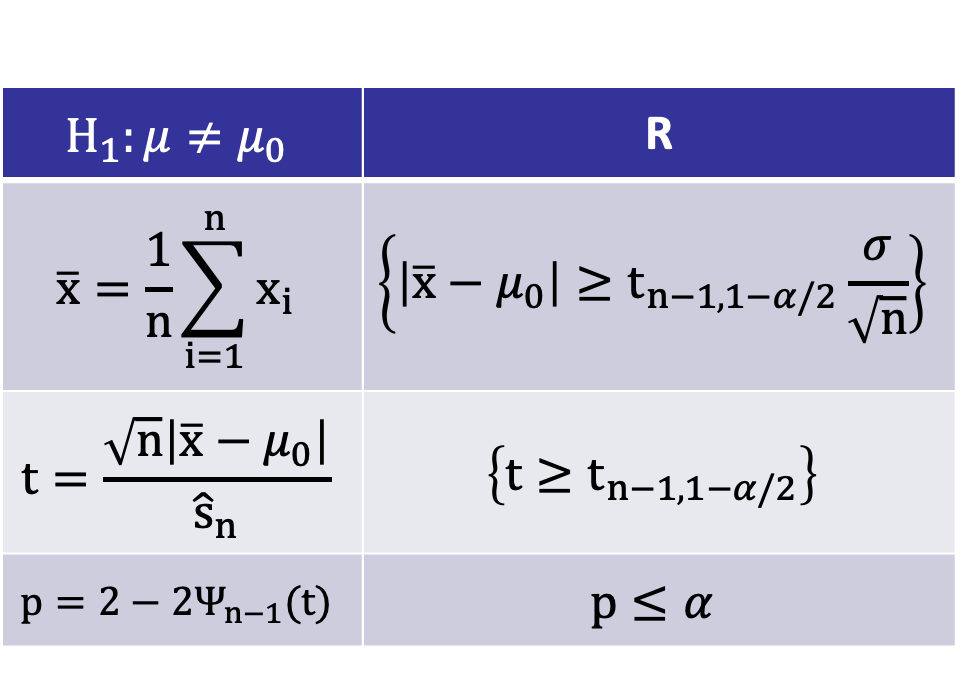 H₁: μ ≠ μ₀
R
x̄ = 1/n ∑ᵢ₌₁ⁿ xᵢ
{|x̄ − μ₀| ≥ tₙ₋₁,₁₋α/₂ σ/√n}
t = √n|x̄ − μ₀| / ŝₙ
{t ≥ tₙ₋₁,₁₋α/₂}
p = 2 − 2Ψₙ₋₁(t)
p ≤ α